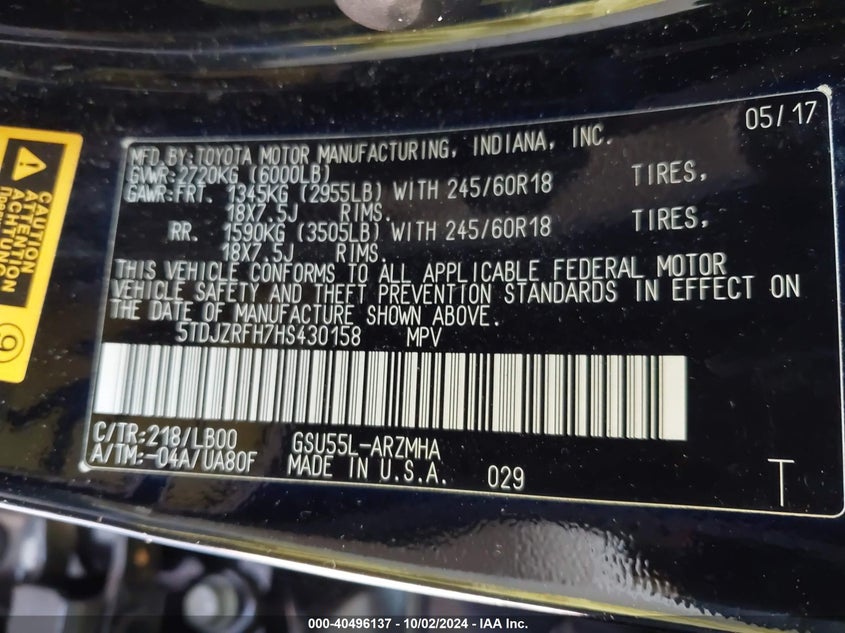 05/17
MFD.BY:TOYOTA MOTOR MANUFACTURING, INDIANA, INC.
GVWR:2720KG (6000LB)
GAWR:FRT. 1345KG (2955LB) WITH 245/60R18 TIRES,
18X7.5J RIMS.
RR. 1590KG (3505LB) WITH 245/60R18 TIRES,
18X7.5J RIMS.
THIS VEHICLE CONFORMS TO ALL APPLICABLE FEDERAL MOTOR
VEHICLE SAFETY AND THEFT PREVENTION STANDARDS IN EFFECT ON
THE DATE OF MANUFACTURE SHOWN ABOVE.
5TDJZRFH7HS430158 MPV
C/TR:218/LB00 GSU55L-ARZMHA
A/TM:-04A/UA80F MADE IN U.S.A. 029
T
CAUTION
ATTENTION
ACHTUNG
9
000-40496137 - 10/02/2024 - IAA Inc.